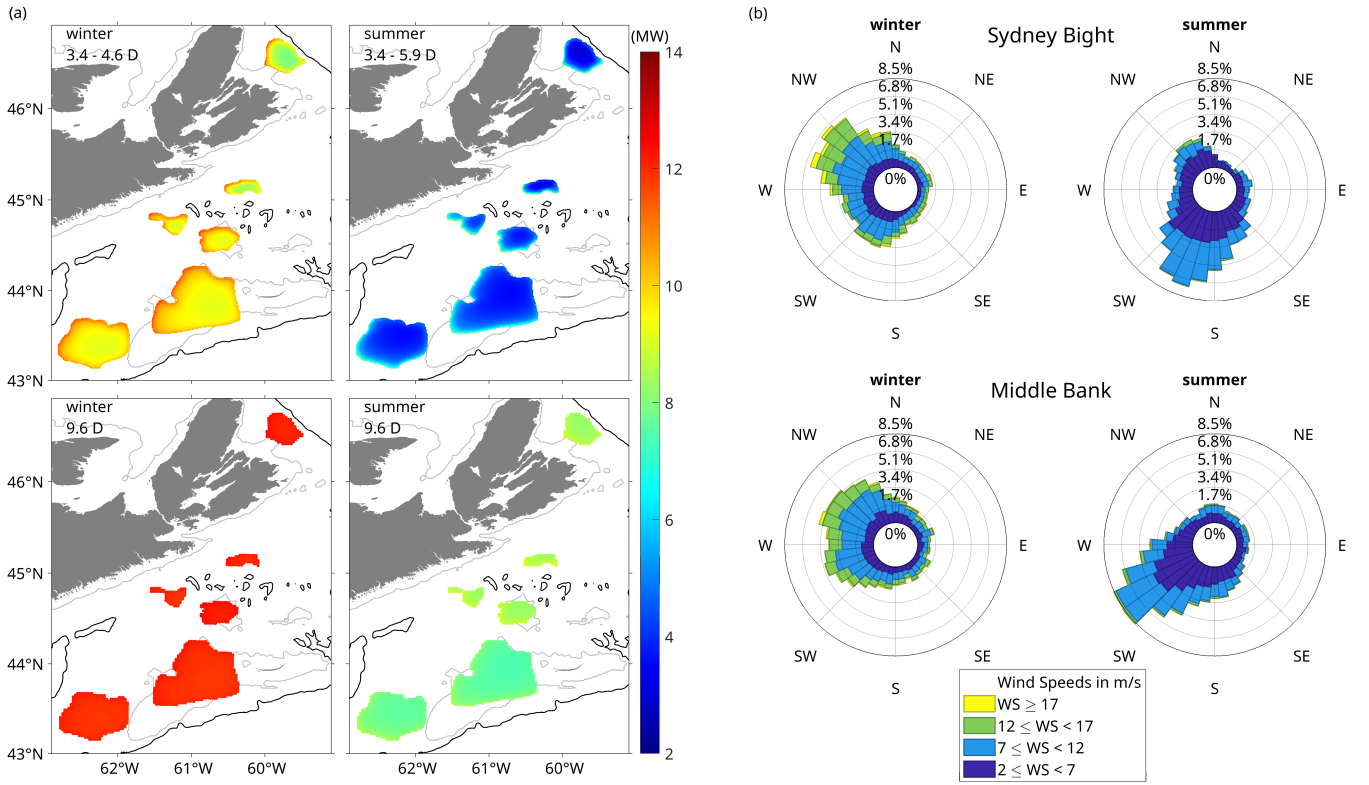 (a)
winter
3.4 - 4.6 D
summer
3.4 - 5.9 D
(MW)
14
12
10
8
6
4
2
46°N
45°N
44°N
43°N
winter
9.6 D
summer
9.6 D
46°N
45°N
44°N
43°N
62°W
61°W
60°W
62°W
61°W
60°W
(b)
Sydney Bight
winter
N
NE
E
SE
S
SW
W
NW
8.5%
6.8%
5.1%
3.4%
1.7%
0%
summer
N
NE
E
SE
S
SW
W
NW
8.5%
6.8%
5.1%
3.4%
1.7%
0%
Middle Bank
winter
N
NE
E
SE
S
SW
W
NW
8.5%
6.8%
5.1%
3.4%
1.7%
0%
summer
N
NE
E
SE
S
SW
W
NW
8.5%
6.8%
5.1%
3.4%
1.7%
0%
Wind Speeds in m/s
WS ≥ 17
12 ≤ WS < 17
7 ≤ WS < 12
2 ≤ WS < 7